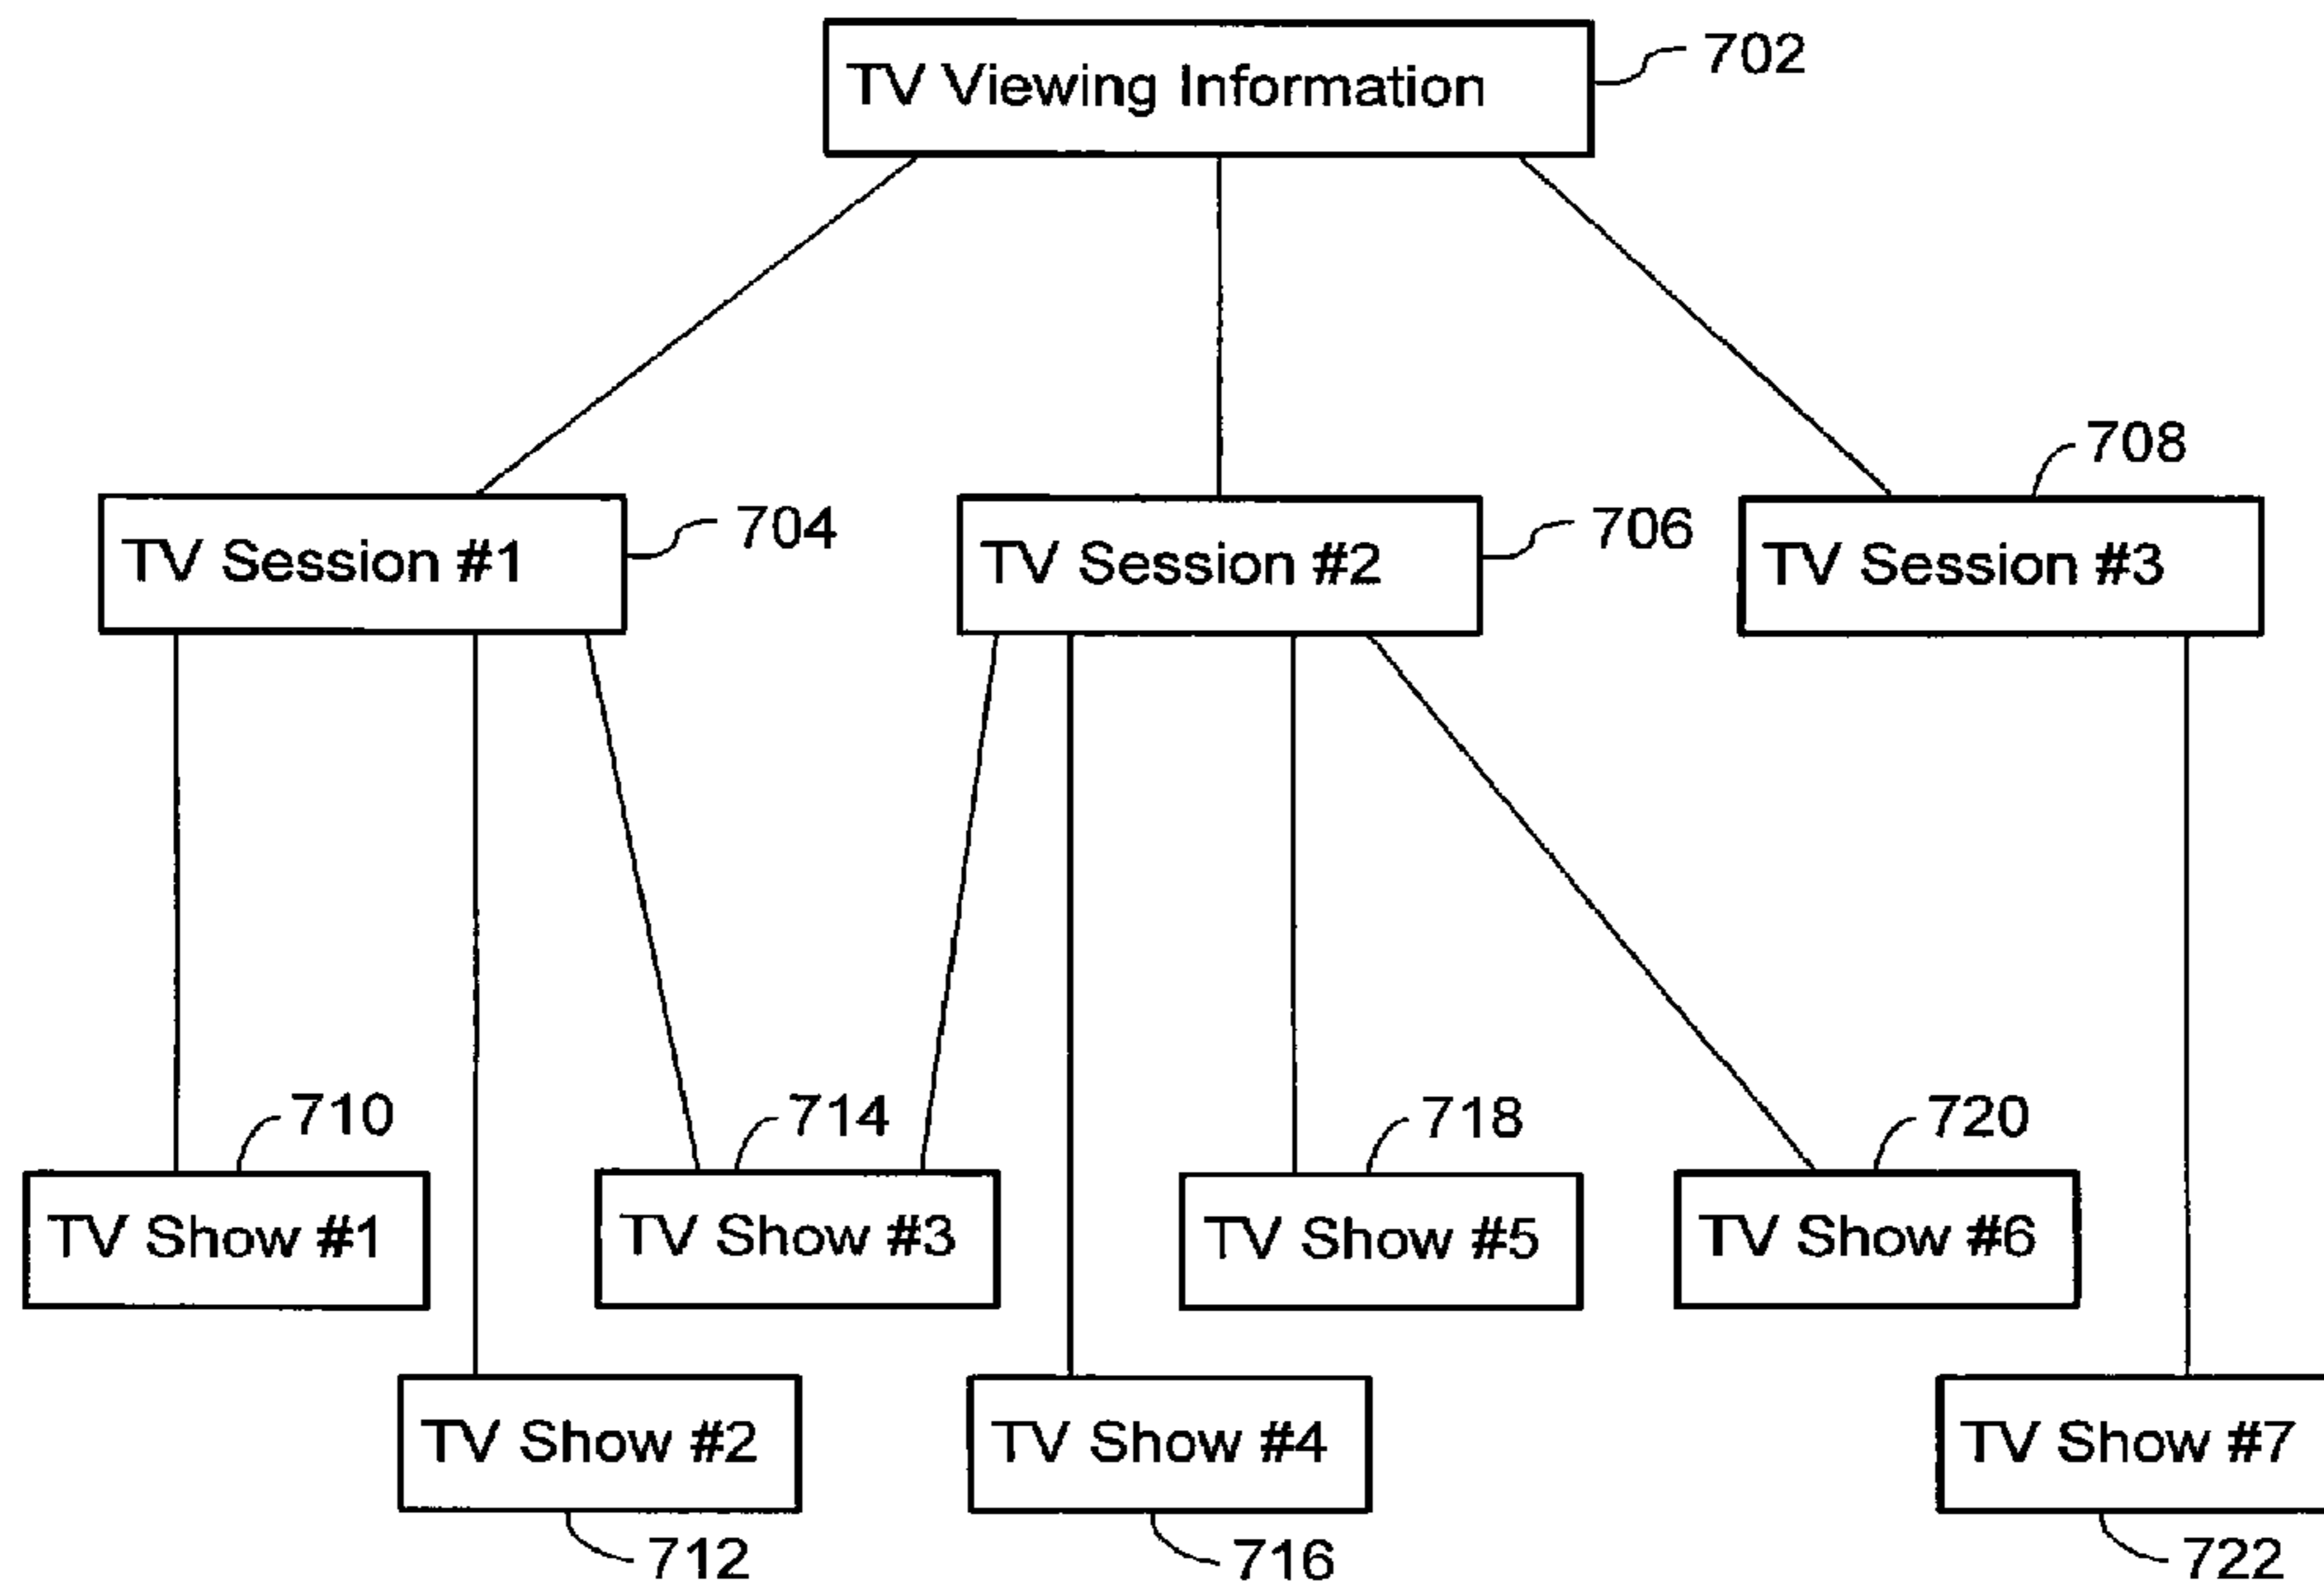 TV Viewing Information
702
708
TV Session #1
704
TV Session #2
706
TV Session #3
710
714
718
720
TV Show #1
TV Show #3
TV Show #5
TV Show #6
TV Show #2
TV Show #4
TV Show #7
712
716
722